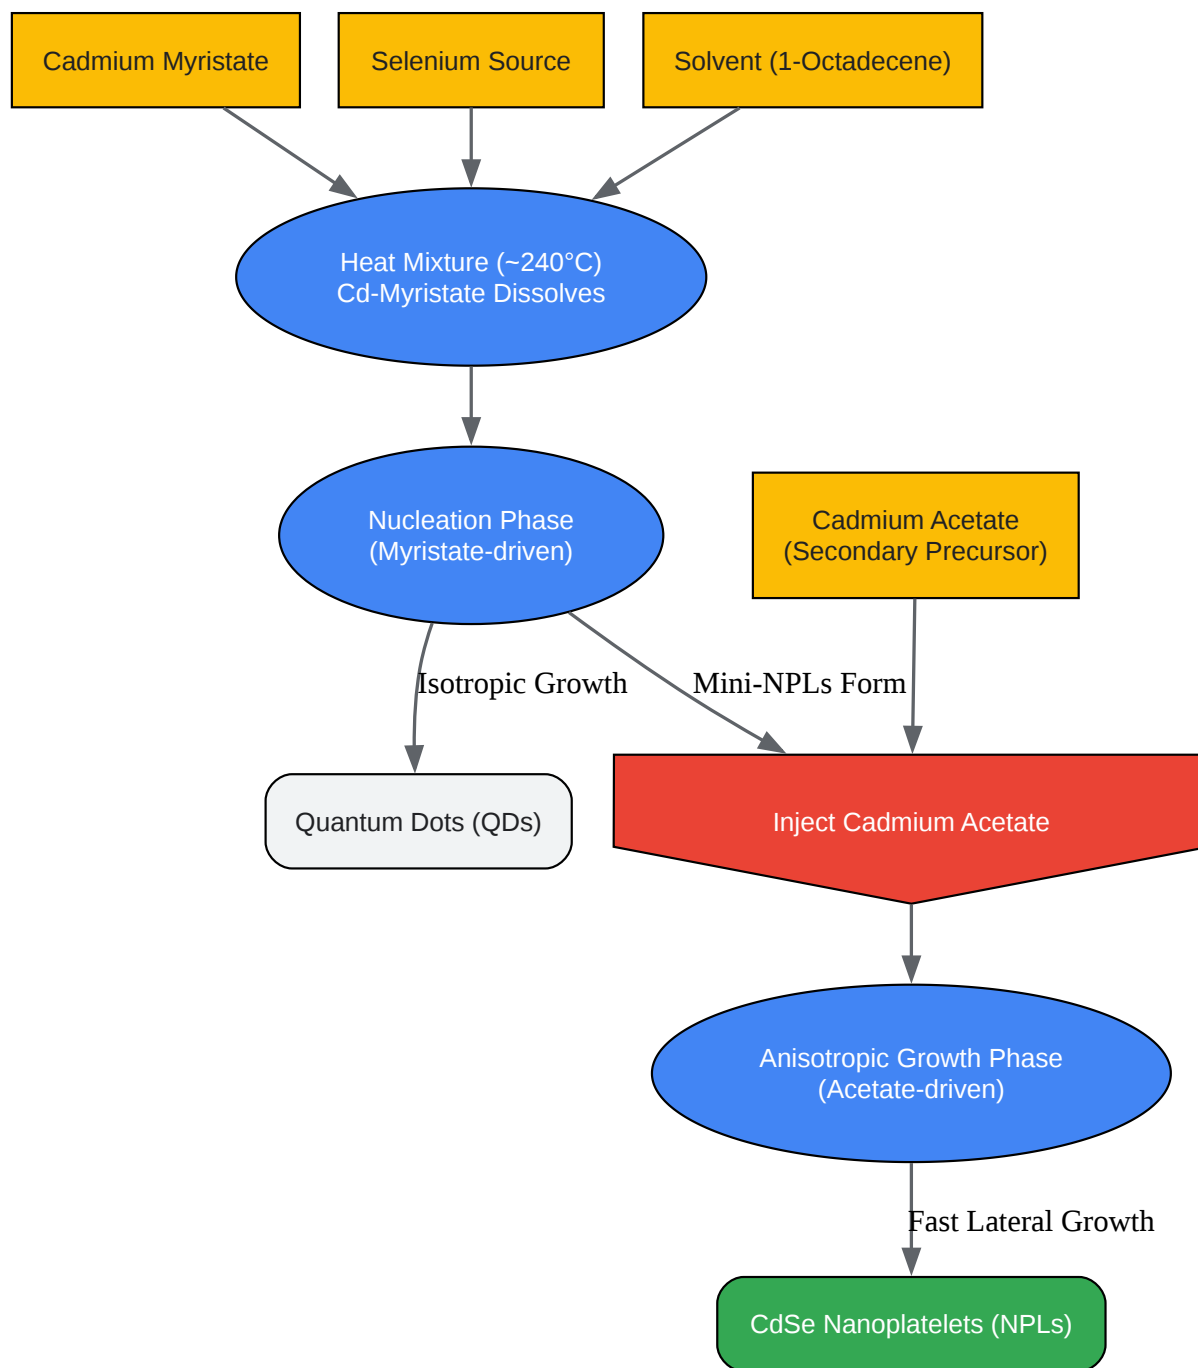 Cadmium Myristate
Selenium Source
Solvent (1-Octadecene)
Heat Mixture (~240°C)
Cd-Myristate Dissolves
Nucleation Phase
(Myristate-driven)
Cadmium Acetate
(Secondary Precursor)
Isotropic Growth
Mini-NPLs Form
Quantum Dots (QDs)
Inject Cadmium Acetate
Anisotropic Growth Phase
(Acetate-driven)
Fast Lateral Growth
CdSe Nanoplatelets (NPLs)